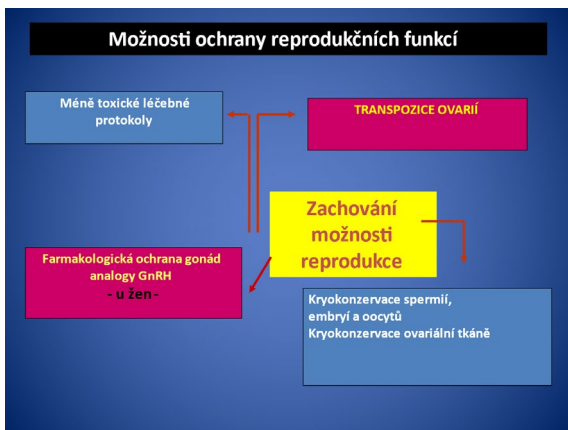 Možnosti ochrany reprodukčních funkcí
Méně toxické léčebné
protokoly
TRANSPOZICE OVARIÍ
Zachování
možnosti
reprodukce
Farmakologická ochrana gonád
analogy GnRH
- u žen -
Kryokonzervace spermií,
embryí a oocytů
Kryokonzervace ovariální tkáně